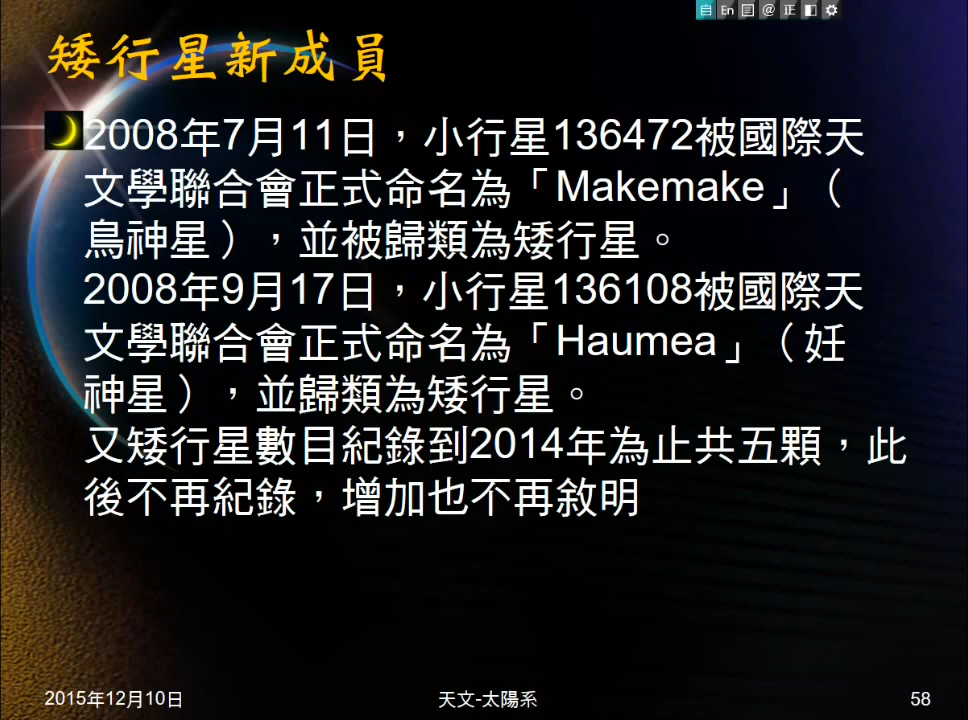 自 En @ 正
矮行星新成員
2008年7月11日，小行星136472被國際天
文學聯合會正式命名為「Makemake」（
鳥神星），並被歸類為矮行星。
2008年9月17日，小行星136108被國際天
文學聯合會正式命名為「Haumea」（妊
神星），並歸類為矮行星。
又矮行星數目紀錄到2014年為止共五顆，此
後不再紀錄，增加也不再敘明
2015年12月10日
天文-太陽系
58